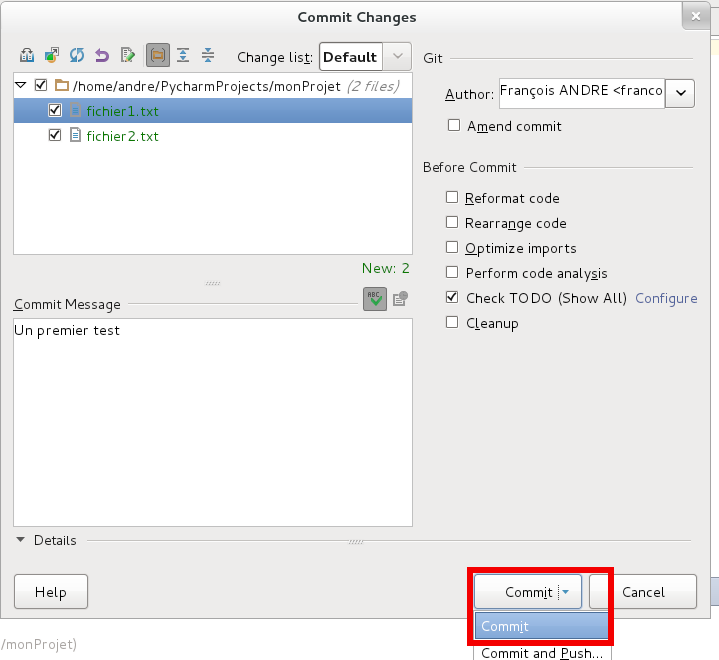 Commit Changes
Change list: Default
/home/andre/PycharmProjects/monProjet (2 files)
fichier1.txt
fichier2.txt
New: 2
Commit Message
ABC
Un premier test
Git
Author: François ANDRE <franco
Amend commit
Before Commit
Reformat code
Rearrange code
Optimize imports
Perform code analysis
Check TODO (Show All) Configure
Cleanup
Details
Help
Commit
Cancel
Commit
Commit and Push...
/monProjet)